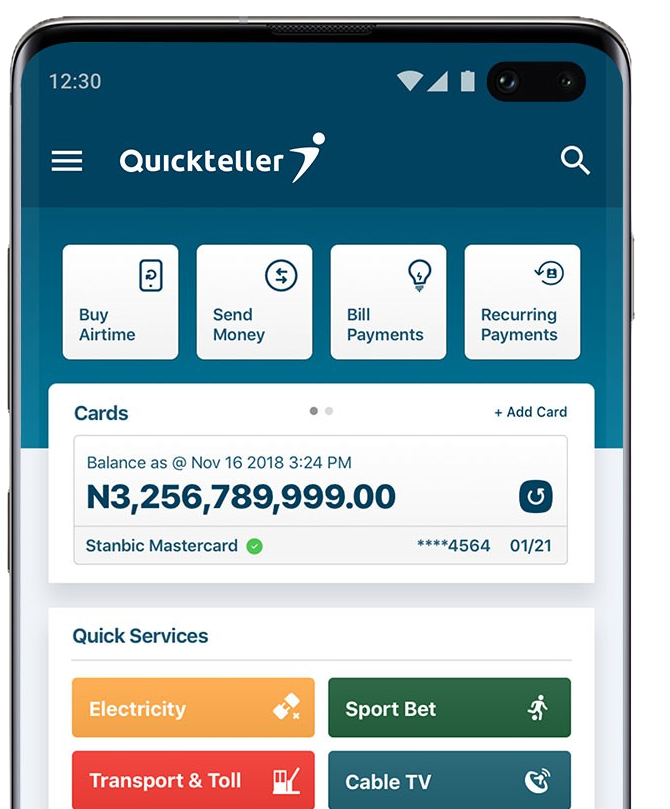 12:30
Quickteller
Buy
Airtime
Send
Money
Bill
Payments
Recurring
Payments
Cards
+ Add Card
Balance as @ Nov 16 2018 3:24 PM
N3,256,789,999.00
Stanbic Mastercard
****4564 01/21
Quick Services
Electricity
Sport Bet
Transport & Toll
Cable TV